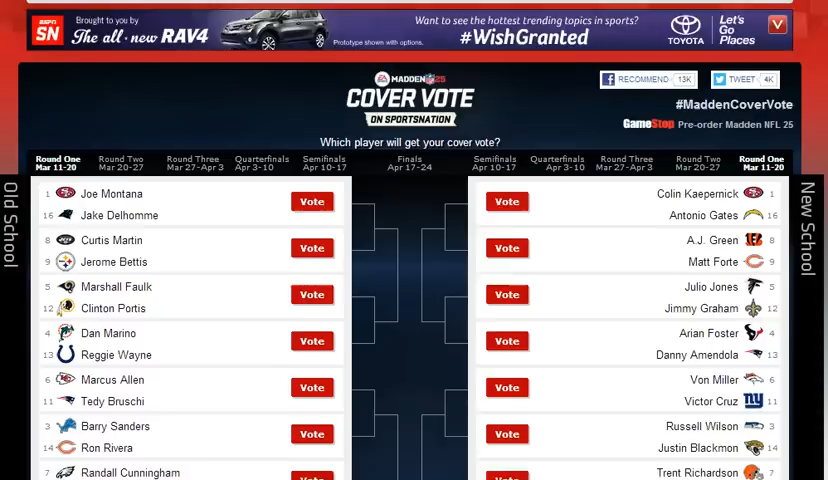 ESPN
SN
Brought to you by
The all-new RAV4
Prototype shown with options.
Want to see the hottest trending topics in sports?
#WishGranted
TOYOTA
Let's
Go
Places
EA SPORTS MADDEN NFL 25
COVER VOTE
ON SPORTSNATION
RECOMMEND 13K
TWEET 4K
#MaddenCoverVote
GameStop Pre-order Madden NFL 25
Which player will get your cover vote?
Round One Round Two Round Three Quarterfinals Semifinals Finals Semifinals Quarterfinals Round Three Round Two Round One
Mar 11-20 Mar 20-27 Mar 27-Apr 3 Apr 3-10 Apr 10-17 Apr 17-24 Apr 10-17 Apr 3-10 Mar 27-Apr 3 Mar 20-27 Mar 11-20
Old School
1 Joe Montana
16 Jake Delhomme
Vote
8 Curtis Martin
9 Jerome Bettis
Vote
5 Marshall Faulk
12 Clinton Portis
Vote
4 Dan Marino
13 Reggie Wayne
Vote
6 Marcus Allen
11 Tedy Bruschi
Vote
3 Barry Sanders
14 Ron Rivera
Vote
7 Randall Cunningham
Vote
New School
Colin Kaepernick 1
Antonio Gates 16
Vote
A.J. Green 8
Matt Forte 9
Vote
Julio Jones 5
Jimmy Graham 12
Vote
Arian Foster 4
Danny Amendola 13
Vote
Von Miller 6
Victor Cruz 11
Vote
Russell Wilson 3
Justin Blackmon 14
Vote
Trent Richardson 7
Vote